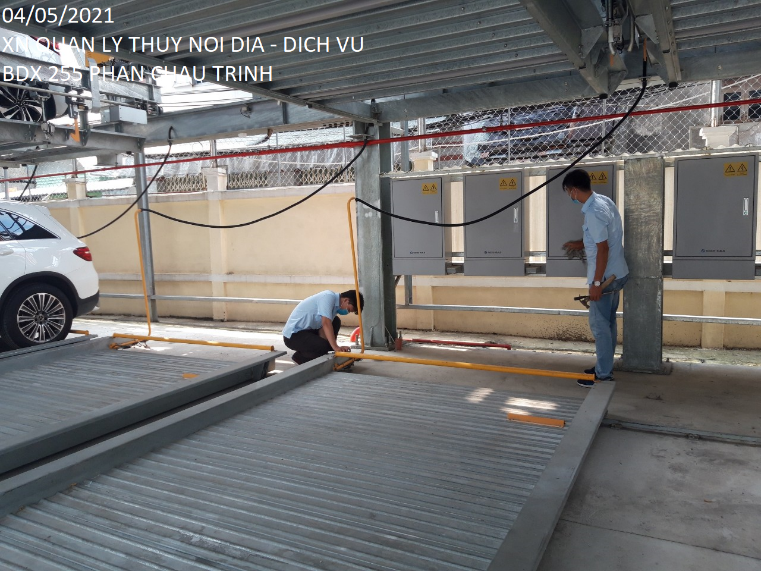 04/05/2021
XN QUAN LY THUY NOI DIA - DICH VU
BDX 255 PHAN CHAU TRINH